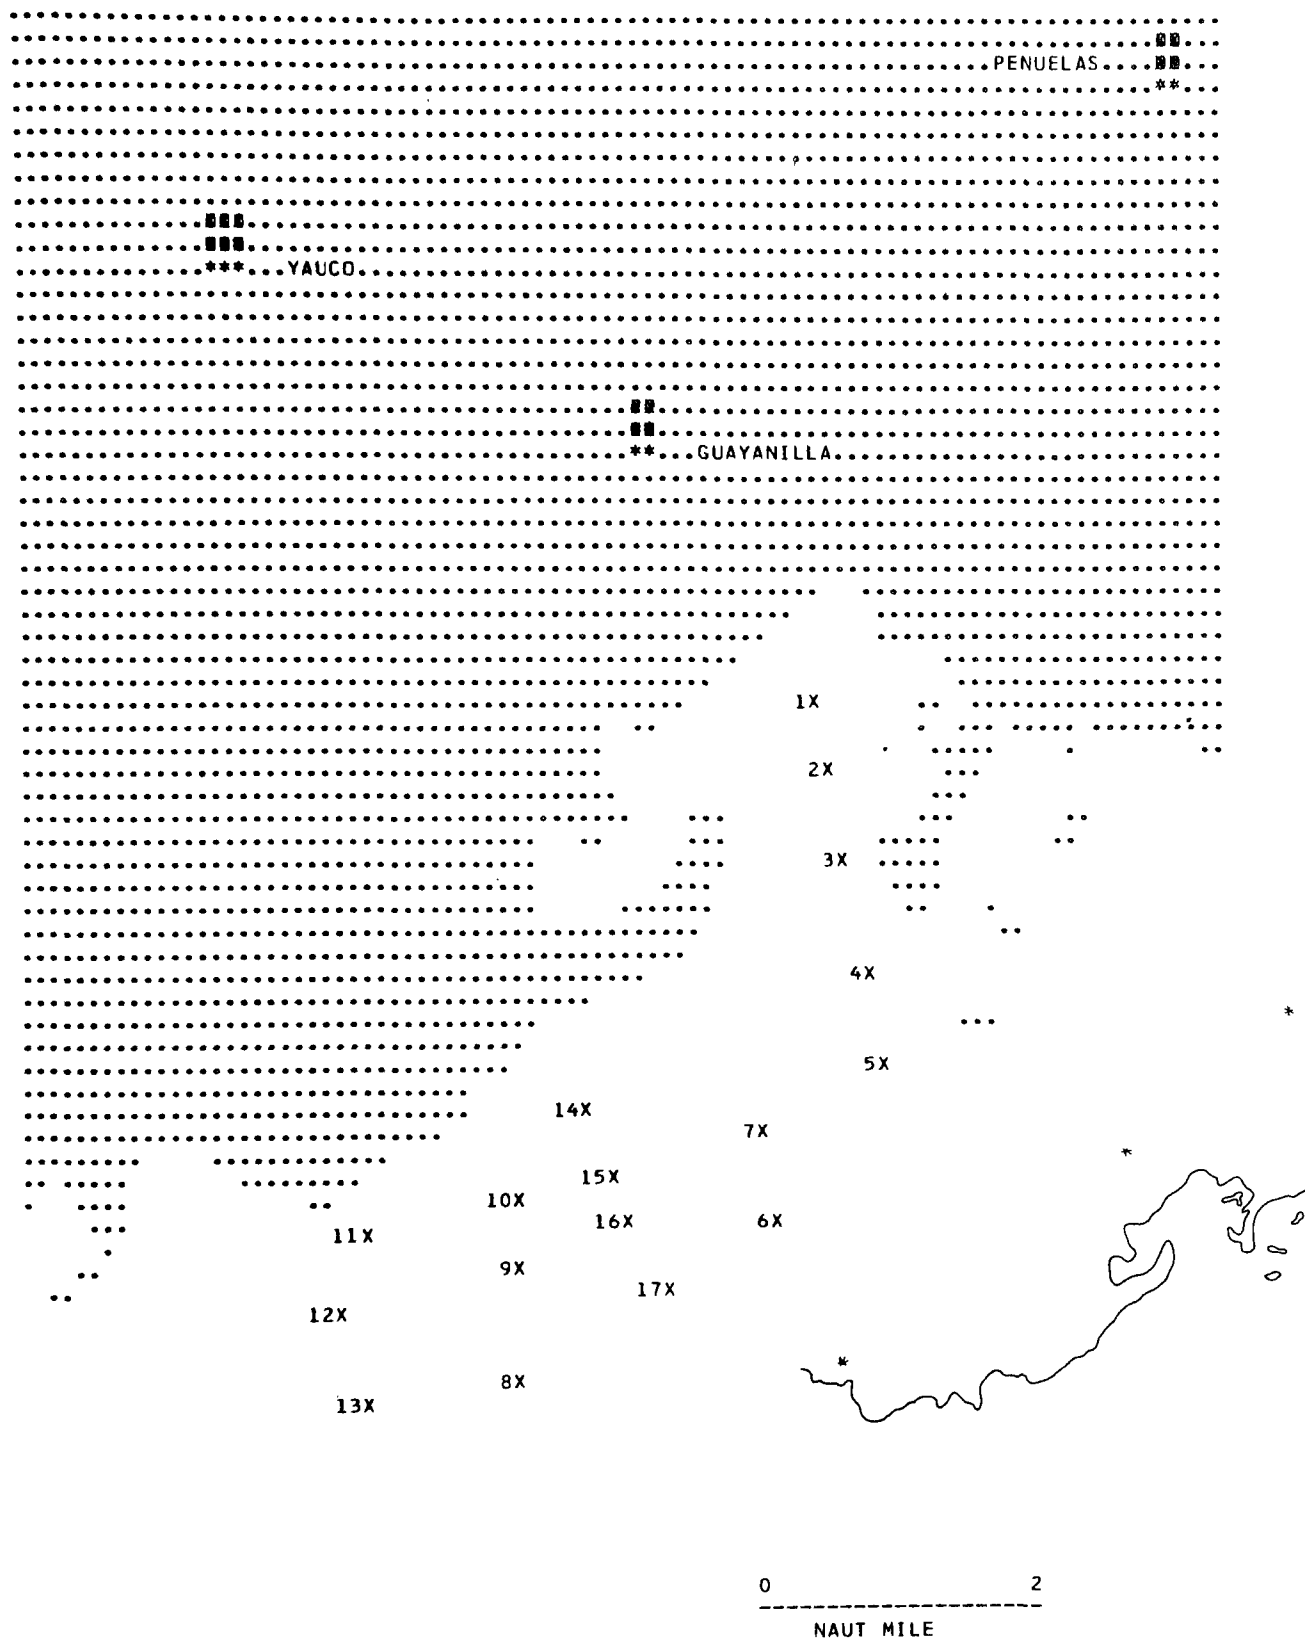 PENUELAS
YAUCO
GUAYANILLA
1X
2X
3X
4X
5X
14X
7X
15X
10X
16X 6X
11X
9X
17X
12X
8X
13X
0 2
NAUT MILE